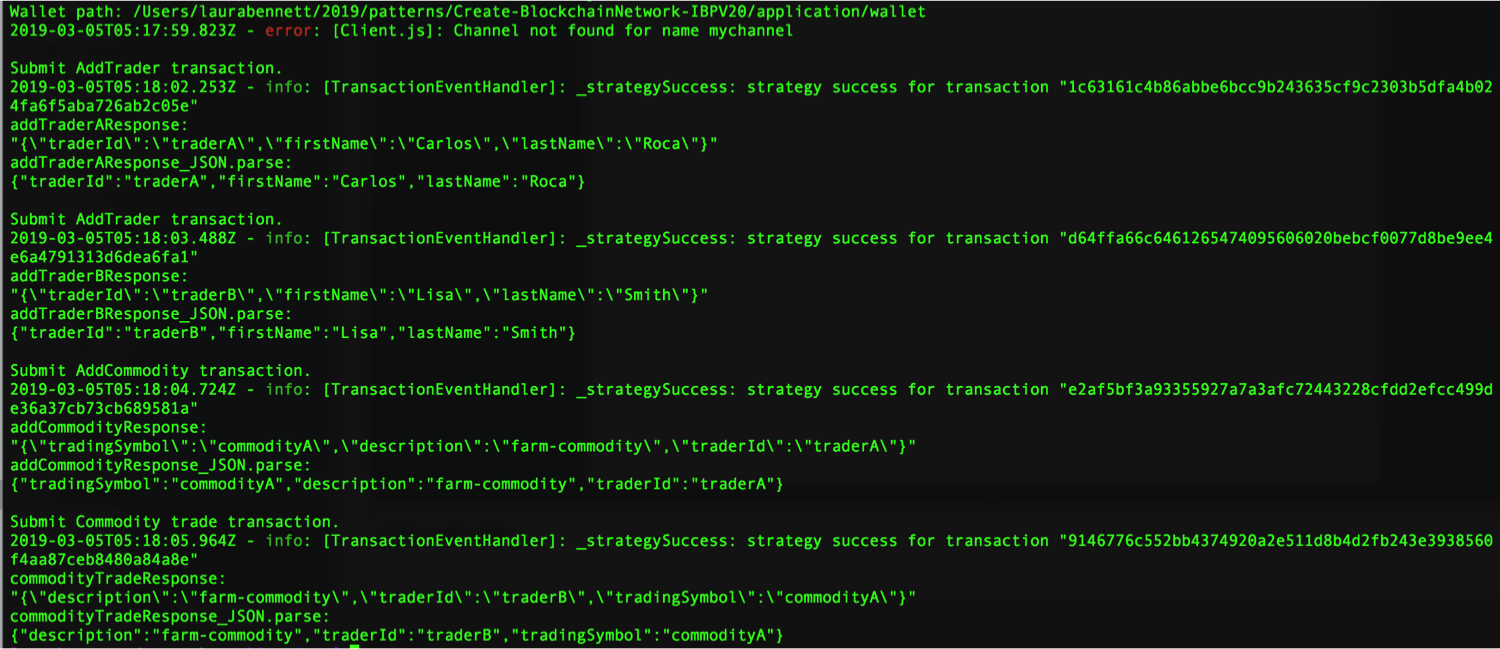 Wallet path: /Users/laurabennett/2019/patterns/Create-BlockchainNetwork-IBPV20/application/wallet
2019-03-05T05:17:59.823Z - error: [Client.js]: Channel not found for name mychannel
Submit AddTrader transaction.
2019-03-05T05:18:02.253Z - info: [TransactionEventHandler]: _strategySuccess: strategy success for transaction "1c63161c4b86abbe6bcc9b243635cf9c2303b5dfa4b02
4fa6f5aba726ab2c05e"
addTraderAResponse:
"{\"traderId\":\"traderA\",\"firstName\":\"Carlos\",\"lastName\":\"Roca\"}"
addTraderAResponse_JSON.parse:
{"traderId":"traderA","firstName":"Carlos","lastName":"Roca"}
Submit AddTrader transaction.
2019-03-05T05:18:03.488Z - info: [TransactionEventHandler]: _strategySuccess: strategy success for transaction "d64ffa66c6461265474095606020bebcf0077d8be9ee4
e6a4791313d6dea6fa1"
addTraderBResponse:
"{\"traderId\":\"traderB\",\"firstName\":\"Lisa\",\"lastName\":\"Smith\"}"
addTraderBResponse_JSON.parse:
{"traderId":"traderB","firstName":"Lisa","lastName":"Smith"}
Submit AddCommodity transaction.
2019-03-05T05:18:04.724Z - info: [TransactionEventHandler]: _strategySuccess: strategy success for transaction "e2af5bf3a93355927a7a3afc72443228cfdd2efcc499d
e36a37cb73cb689581a"
addCommodityResponse:
"{\"tradingSymbol\":\"commodityA\",\"description\":\"farm-commodity\",\"traderId\":\"traderA\"}"
addCommodityResponse_JSON.parse:
{"tradingSymbol":"commodityA","description":"farm-commodity","traderId":"traderA"}
Submit Commodity trade transaction.
2019-03-05T05:18:05.964Z - info: [TransactionEventHandler]: _strategySuccess: strategy success for transaction "9146776c552bb4374920a2e511d8b4d2fb243e3938560
f4aa87ceb8480a84a8e"
commodityTradeResponse:
"{\"description\":\"farm-commodity\",\"traderId\":\"traderB\",\"tradingSymbol\":\"commodityA\"}"
commodityTradeResponse_JSON.parse:
{"description":"farm-commodity","traderId":"traderB","tradingSymbol":"commodityA"}